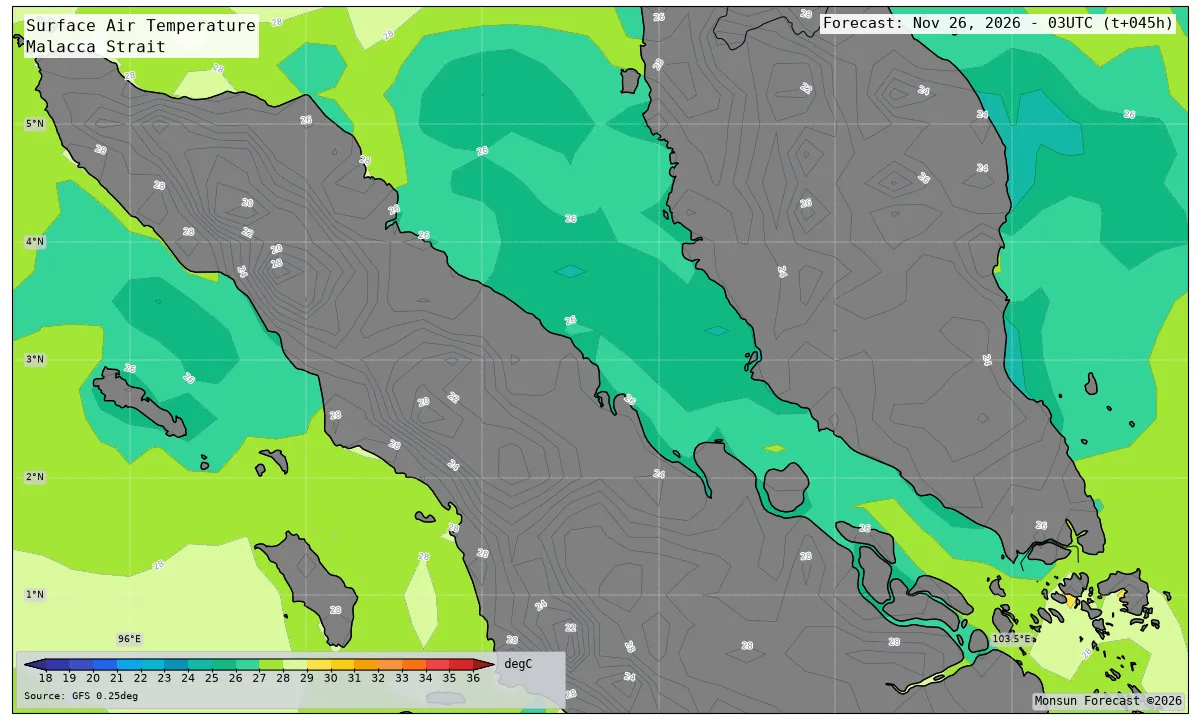 Surface Air Temperature
Malacca Strait
Forecast: Nov 26, 2026 - 03UTC (t+045h)
5°N
4°N
3°N
2°N
1°N
96°E
103.5°E
degC
18 19 20 21 22 23 24 25 26 27 28 29 30 31 32 33 34 35 36
Source: GFS 0.25deg
Monsun Forecast ©2026